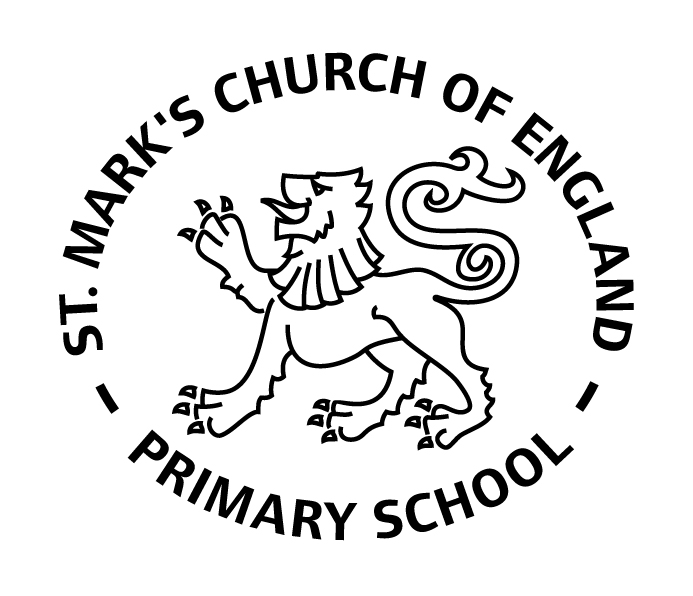 ST. MARK'S CHURCH OF ENGLAND
– PRIMARY SCHOOL –